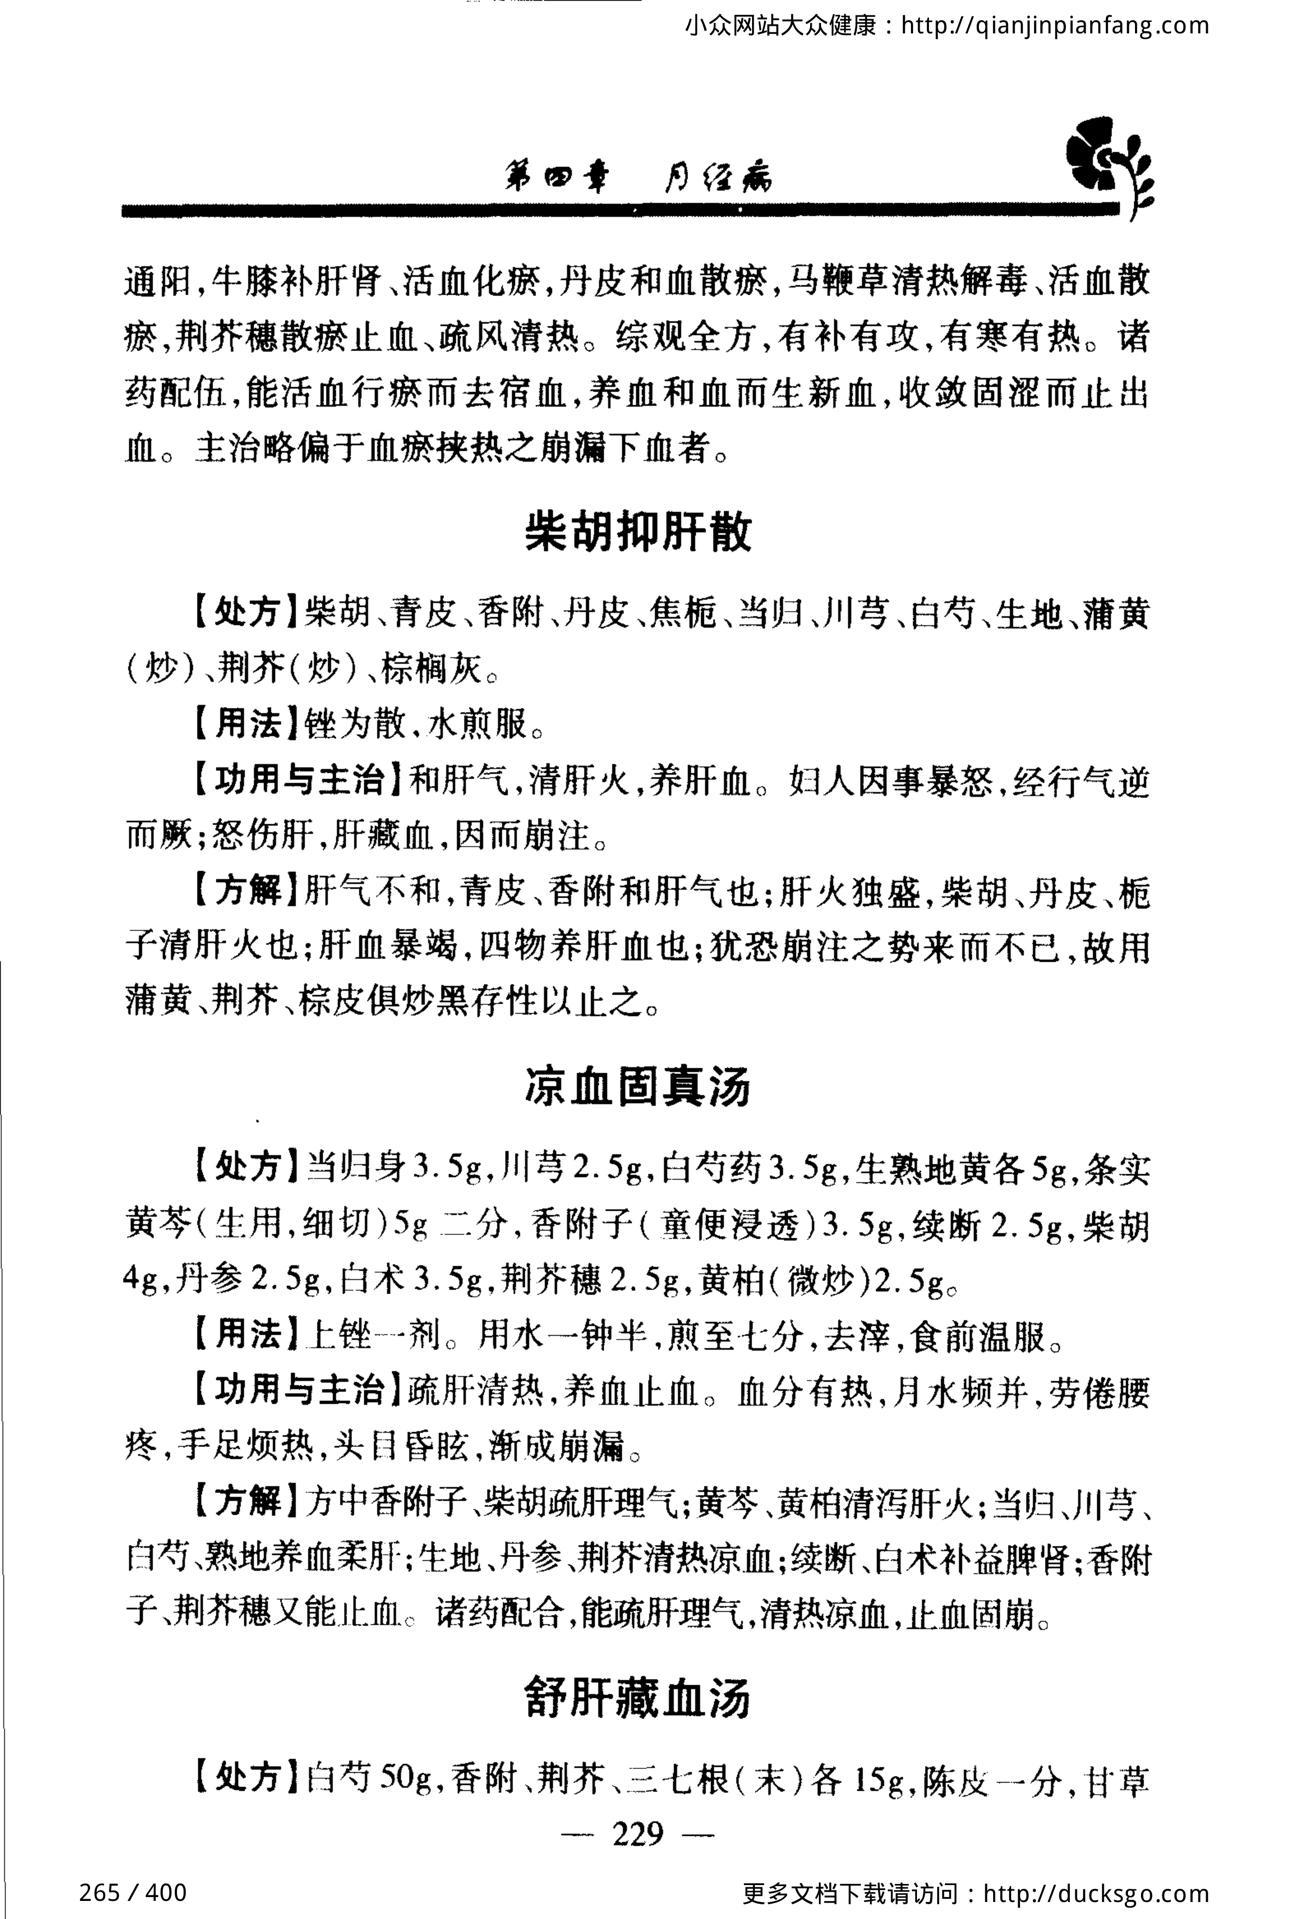 小众网站大众健康：http://qianjinpianfang.com
第四章 月经病
通阳,牛膝补肝肾、活血化瘀,丹皮和血散瘀,马鞭草清热解毒、活血散
瘀,荆芥穗散瘀止血、疏风清热。综观全方,有补有攻,有寒有热。诸
药配伍,能活血行瘀而去宿血,养血和血而生新血,收敛固涩而止出
血。主治略偏于血瘀挟热之崩漏下血者。
柴胡抑肝散
【处方】柴胡、青皮、香附、丹皮、焦栀、当归、川芎、白芍、生地、蒲黄
(炒)、荆芥(炒)、棕榈灰。
【用法】锉为散,水煎服。
【功用与主治】和肝气,清肝火,养肝血。妇人因事暴怒,经行气逆
而厥;怒伤肝,肝藏血,因而崩注。
【方解】肝气不和,青皮、香附和肝气也;肝火独盛,柴胡、丹皮、栀
子清肝火也;肝血暴竭,四物养肝血也;犹恐崩注之势来而不已,故用
蒲黄、荆芥、棕皮俱炒黑存性以止之。
凉血固真汤
【处方】当归身3.5g,川芎2.5g,白芍药3.5g,生熟地黄各5g,条实
黄芩(生用,细切)5g 二分,香附子(童便浸透)3.5g,续断2.5g,柴胡
4g,丹参2.5g,白术3.5g,荆芥穗2.5g,黄柏(微炒)2.5g。
【用法】上锉一剂。用水一钟半,煎至七分,去滓,食前温服。
【功用与主治】疏肝清热,养血止血。血分有热,月水频并,劳倦腰
疼,手足烦热,头目昏眩,渐成崩漏。
【方解】方中香附子、柴胡疏肝理气;黄芩、黄柏清泻肝火;当归、川芎、
白芍、熟地养血柔肝;生地、丹参、荆芥清热凉血;续断、白术补益脾肾;香附
子、荆芥穗又能止血。诸药配合,能疏肝理气,清热凉血,止血固崩。
舒肝藏血汤
【处方】白芍50g,香附、荆芥、三七根(末)各15g,陈皮一分,甘草
— 229 —
265 / 400
更多文档下载请访问：http://ducksgo.com